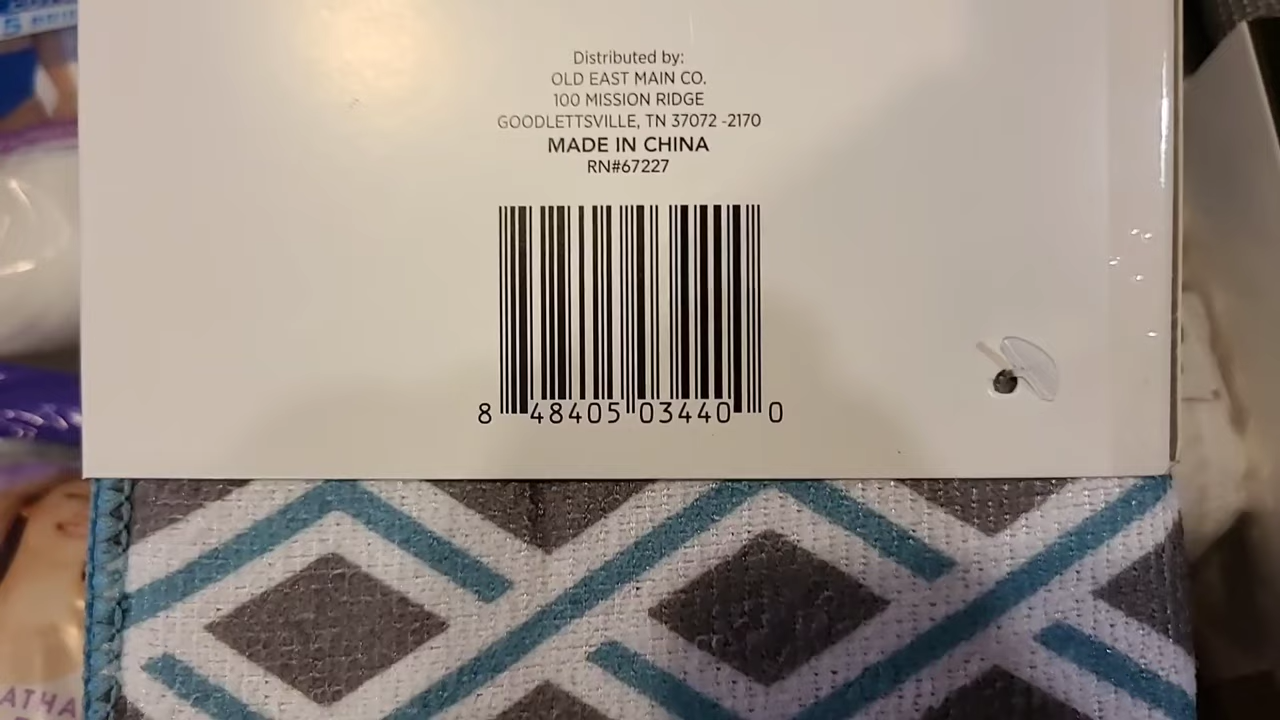 Distributed by:
OLD EAST MAIN CO.
100 MISSION RIDGE
GOODLETTSVILLE, TN 37072 -2170
MADE IN CHINA
RN#67227
8 48405 03440 0